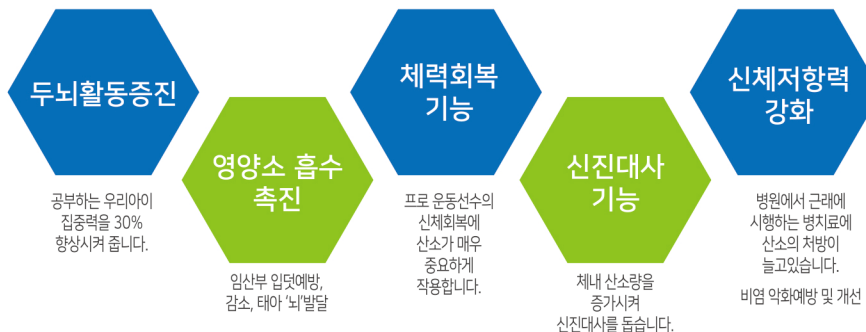 두뇌활동증진
공부하는 우리아이
집중력을 30%
향상시켜 줍니다.
영양소 흡수
촉진
임산부 입덧예방,
감소, 태아 '뇌'발달
체력회복
기능
프로 운동선수의
신체회복에
산소가 매우
중요하게
작용합니다.
신진대사
기능
체내 산소량을
증가시켜
신진대사를 돕습니다.
신체저항력
강화
병원에서 근래에
시행하는 병치료에
산소의 처방이
늘고있습니다.
비염 악화예방 및 개선